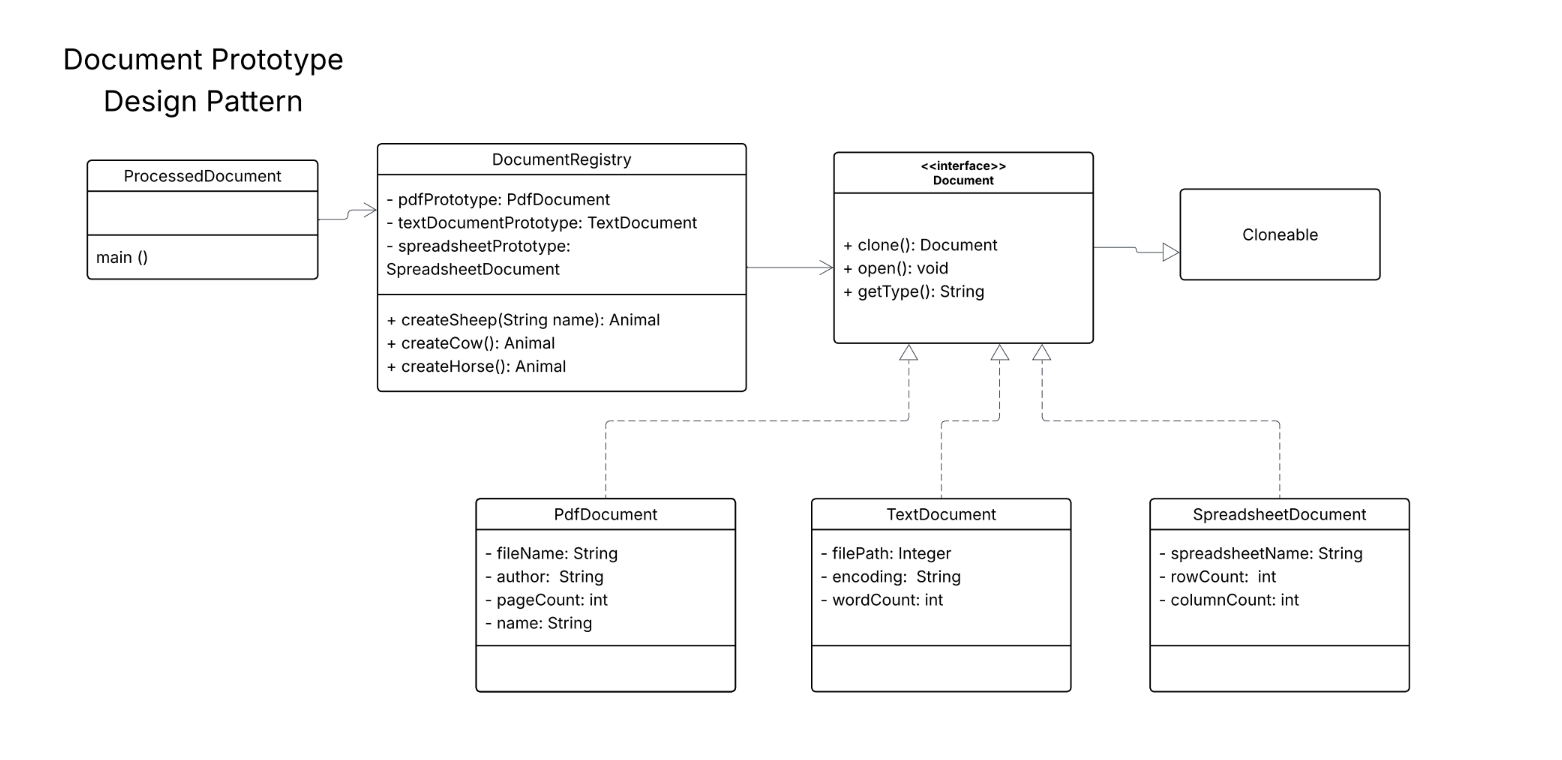 Document Prototype
Design Pattern
ProcessedDocument
main ()
DocumentRegistry
- pdfPrototype: PdfDocument
- textDocumentPrototype: TextDocument
- spreadsheetPrototype:
SpreadsheetDocument
+ createSheep(String name): Animal
+ createCow(): Animal
+ createHorse(): Animal
<<interface>>
Document
+ clone(): Document
+ open(): void
+ getType(): String
Cloneable
PdfDocument
- fileName: String
- author:  String
- pageCount: int
- name: String
TextDocument
- filePath: Integer
- encoding:  String
- wordCount: int
SpreadsheetDocument
- spreadsheetName: String
- rowCount:  int
- columnCount: int